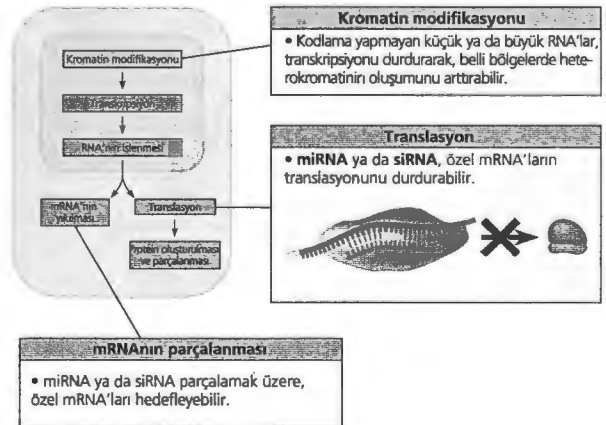 Kromatin modifikasyonu
• Kodlama yapmayan küçük ya da büyük RNA'lar,
transkripsiyonu durdurarak, belli bölgelerde hete-
rokromatinin oluşumunu arttırabilir.
Kromatin modifikasyonu
Transkripsiyon
RNA'nın işlenmesi
mRNA'nın
yıkılması
Translasyon
Protein oluşturulması
ve parçalanması
Translasyon
• miRNA ya da siRNA, özel mRNA'ların
translasyonunu durdurabilir.
mRNAnın parçalanması
• miRNA ya da siRNA parçalamak üzere,
özel mRNA'ları hedefleyebilir.